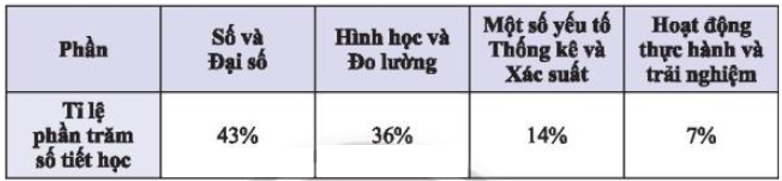 Phần
Số và
Đại số
Hình học và
Đo lường
Một số yếu tố
Thống kê và
Xác suất
Hoạt động
thực hành và
trải nghiệm
Tỉ lệ
phần trăm
số tiết học
43%
36%
14%
7%